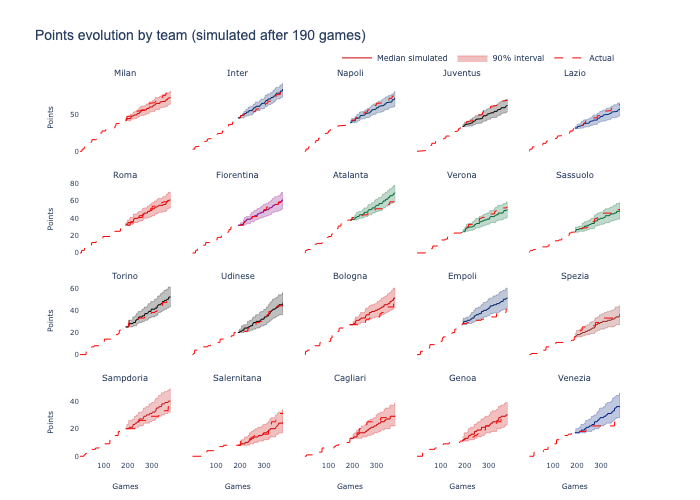 Points evolution by team (simulated after 190 games)
Median simulated 90% interval Actual
Milan Inter Napoli Juventus Lazio
Points
50
0
Roma Fiorentina Atalanta Verona Sassuolo
Points
80
60
40
20
0
Torino Udinese Bologna Empoli Spezia
Points
60
40
20
0
Sampdoria Salernitana Cagliari Genoa Venezia
Points
40
20
0
100 200 300 100 200 300 100 200 300 100 200 300 100 200 300
Games Games Games Games Games